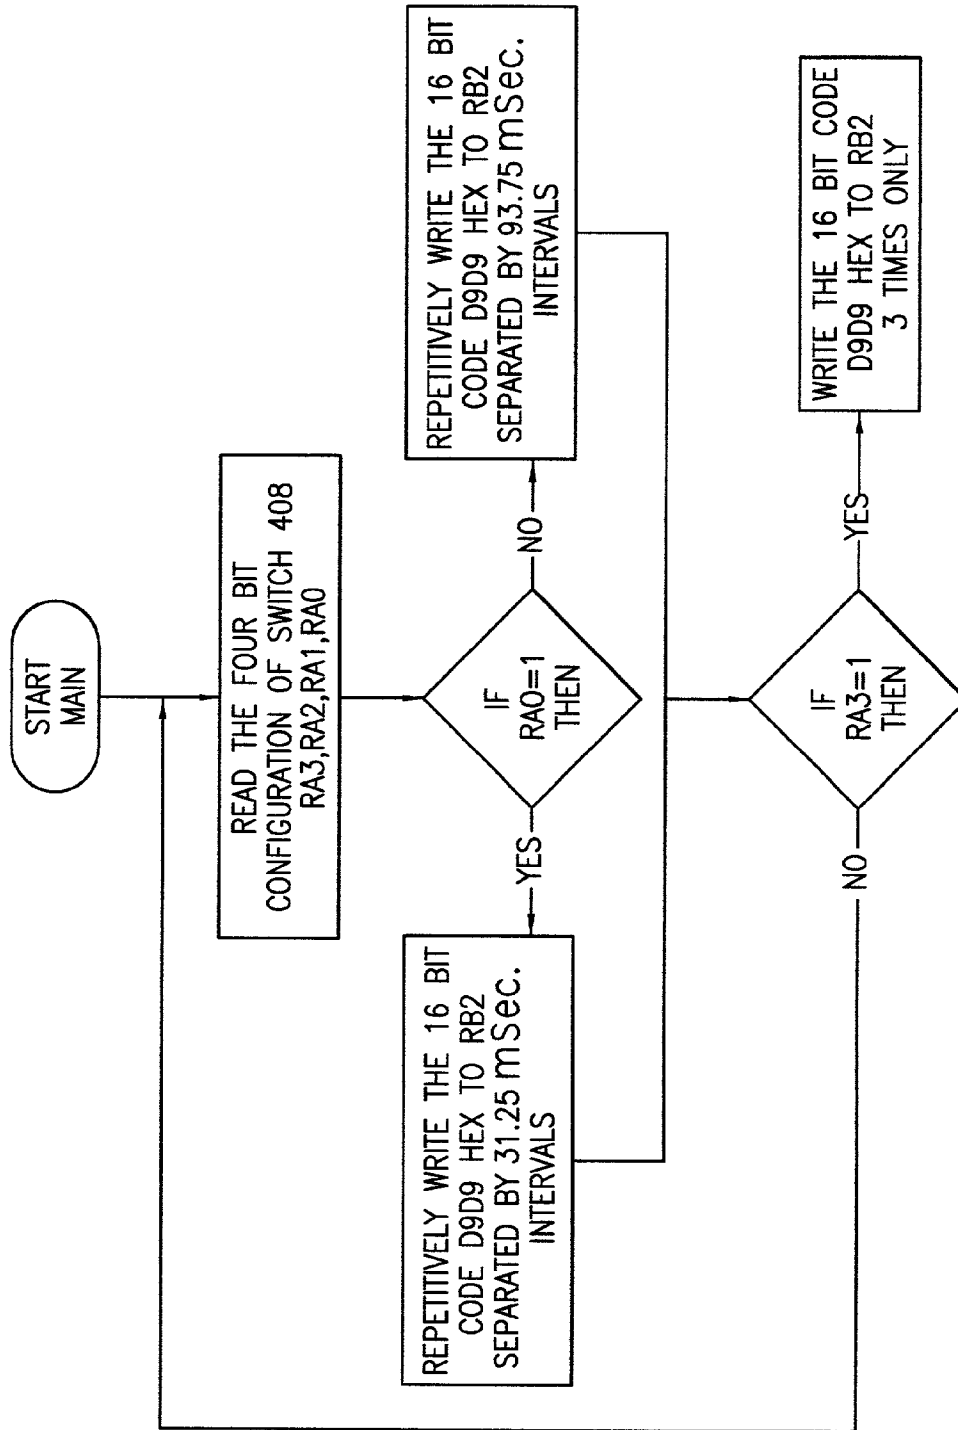 START
MAIN
READ THE FOUR BIT
CONFIGURATION OF SWITCH 408
RA3,RA2,RA1,RA0
IF
RA0=1
THEN
YES
NO
REPETITIVELY WRITE THE 16 BIT
CODE D9D9 HEX TO RB2
SEPARATED BY 31.25 mSec.
INTERVALS
REPETITIVELY WRITE THE 16 BIT
CODE D9D9 HEX TO RB2
SEPARATED BY 93.75 mSec.
INTERVALS
IF
RA3=1
THEN
NO
YES
WRITE THE 16 BIT CODE
D9D9 HEX TO RB2
3 TIMES ONLY